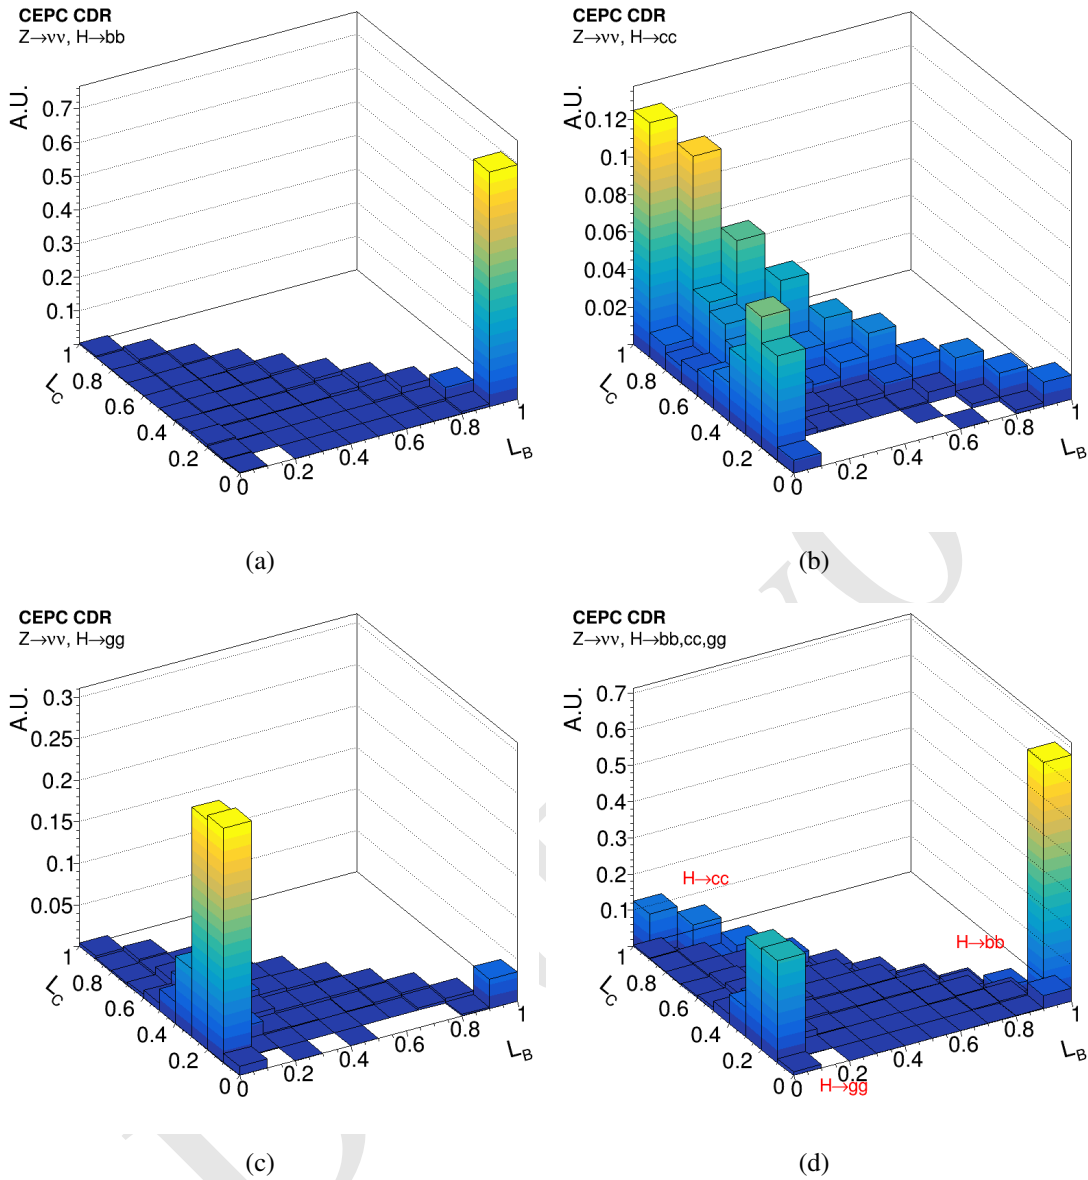 CEPC CDR
Z→νν, H→bb
A.U.
0.7
0.6
0.5
0.4
0.3
0.2
0.1
1
0.8
0.6
0.4
0.2
0
L_C
0
0.2
0.4
0.6
0.8
1
L_B
(a)
CEPC CDR
Z→νν, H→cc
A.U.
0.12
0.1
0.08
0.06
0.04
0.02
1
0.8
0.6
0.4
0.2
0
L_C
0
0.2
0.4
0.6
0.8
1
L_B
(b)
CEPC CDR
Z→νν, H→gg
A.U.
0.3
0.25
0.2
0.15
0.1
0.05
1
0.8
0.6
0.4
0.2
0
L_C
0
0.2
0.4
0.6
0.8
1
L_B
(c)
CEPC CDR
Z→νν, H→bb,cc,gg
A.U.
0.7
0.6
0.5
0.4
0.3
0.2
0.1
H→cc
H→bb
1
0.8
0.6
0.4
0.2
0
L_C
0
0.2
0.4
0.6
0.8
1
L_B
H→gg
(d)